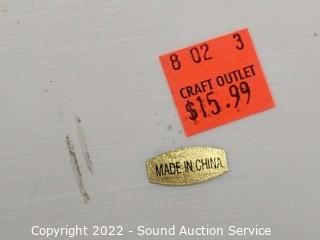 8 02 3
CRAFT OUTLET
$15.99
MADE IN CHINA
Copyright 2022 - Sound Auction Service